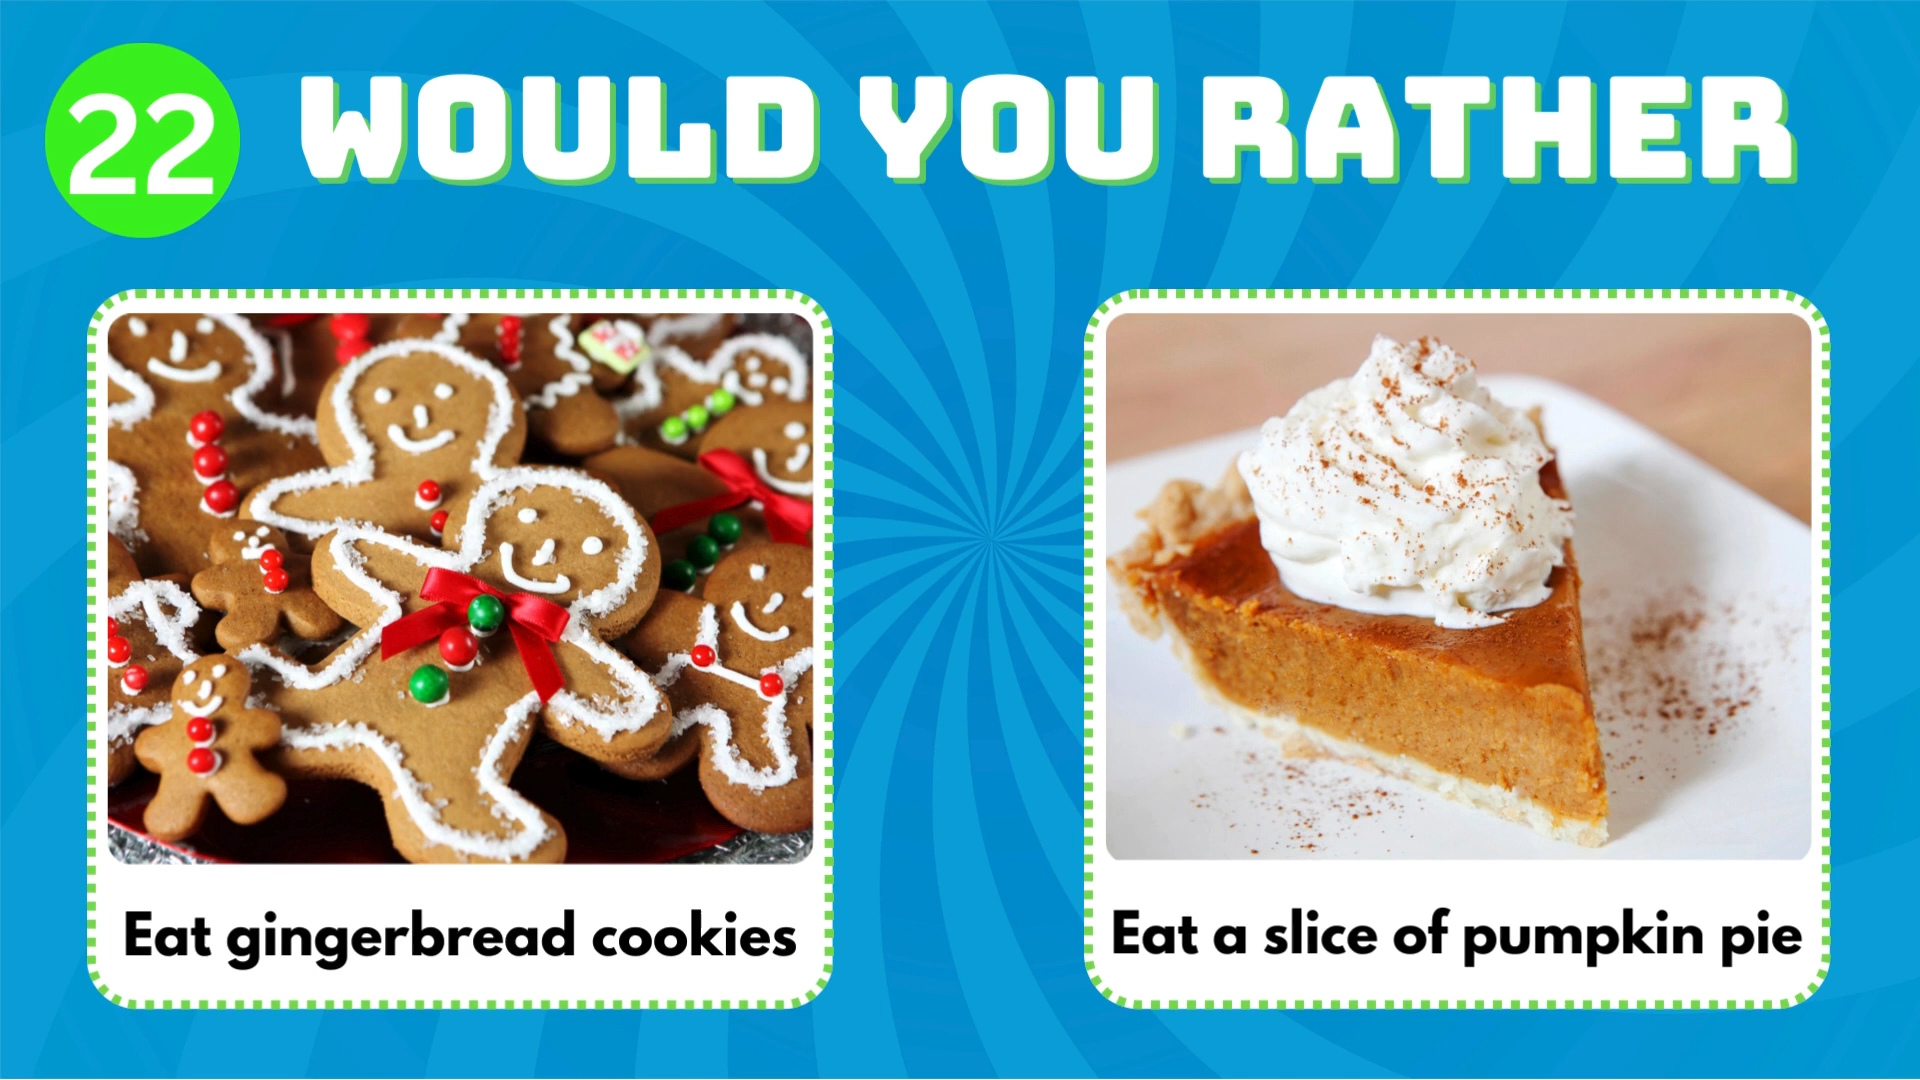 22
WOULD YOU RATHER
Eat gingerbread cookies
Eat a slice of pumpkin pie